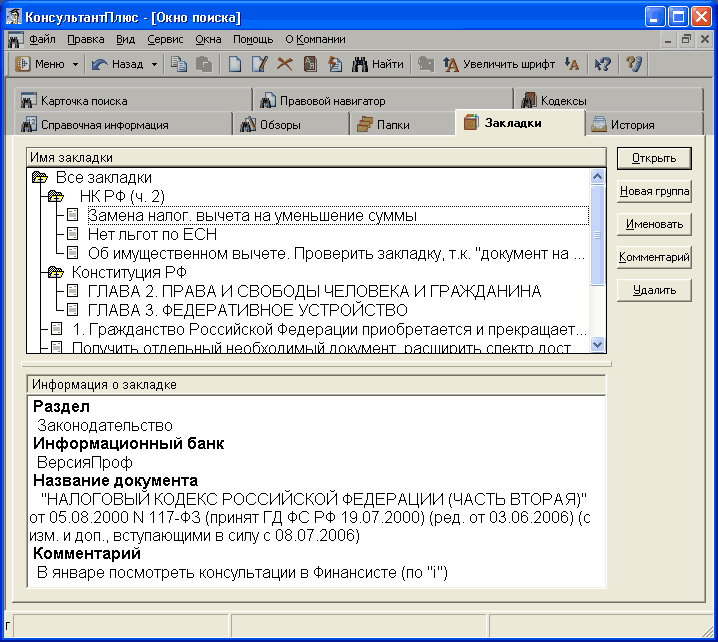 КонсультантПлюс - [Окно поиска]
Файл Правка Вид Сервис Окна Помощь О Компании
Меню Назад Найти Увеличить шрифт
Карточка поиска Правовой навигатор Кодексы
Справочная информация Обзоры Папки Закладки История
Имя закладки
Все закладки
НК РФ (ч. 2)
Замена налог. вычета на уменьшение суммы
Нет льгот по ЕСН
Об имущественном вычете. Проверить закладку, т.к. "документ на ...
Конституция РФ
ГЛАВА 2. ПРАВА И СВОБОДЫ ЧЕЛОВЕКА И ГРАЖДАНИНА
ГЛАВА 3. ФЕДЕРАТИВНОЕ УСТРОЙСТВО
1. Гражданство Российской Федерации приобретается и прекращает...
Получить отдельный необходимый документ, расширить спектр дост
Открыть
Новая группа
Именовать
Комментарий
Удалить
Информация о закладке
Раздел
Законодательство
Информационный банк
ВерсияПроф
Название документа
"НАЛОГОВЫЙ КОДЕКС РОССИЙСКОЙ ФЕДЕРАЦИИ (ЧАСТЬ ВТОРАЯ)"
от 05.08.2000 N 117-ФЗ (принят ГД ФС РФ 19.07.2000) (ред. от 03.06.2006) (с
изм. и доп., вступающими в силу с 08.07.2006)
Комментарий
В январе посмотреть консультации в Финансисте (по "i")
Г